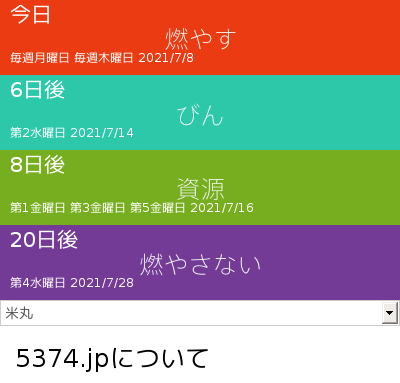 今日
燃やす
毎週月曜日 毎週木曜日 2021/7/8
6日後
びん
第2水曜日 2021/7/14
8日後
資源
第1金曜日 第3金曜日 第5金曜日 2021/7/16
20日後
燃やさない
第4水曜日 2021/7/28
米丸
5374.jpについて